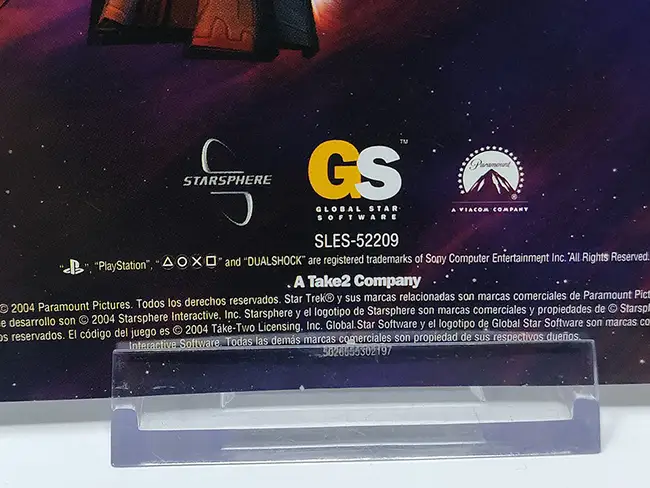 STARSPHERE
GS™
GLOBAL STAR
SOFTWARE
Paramount
®
A VIACOM COMPANY
SLES-52209
" ", "PlayStation", "△○✕□" and "DUALSHOCK" are registered trademarks of Sony Computer Entertainment Inc. All Rights Reserved.
A Take2 Company
© 2004 Paramount Pictures. Todos los derechos reservados. Star Trek® y sus marcas relacionadas son marcas comerciales de Paramount Pict
e desarrollo son © 2004 Starsphere Interactive, Inc. Starsphere y el logotipo de Starsphere son marcas comerciales y propiedades de © Starsp
os reservados. El código del juego es © 2004 Take-Two Licensing, Inc. Global Star Software y el logotipo de Global Star Software son marcas co
Interactive Software. Todas las demás marcas comerciales son propiedad de sus respectivos dueños.
5026555302197